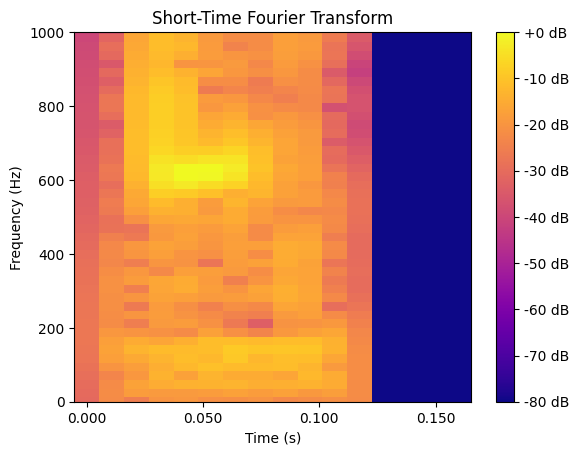 Short-Time Fourier Transform
Frequency (Hz)
1000
800
600
400
200
0
0.000
0.050
0.100
0.150
Time (s)
+0 dB
-10 dB
-20 dB
-30 dB
-40 dB
-50 dB
-60 dB
-70 dB
-80 dB